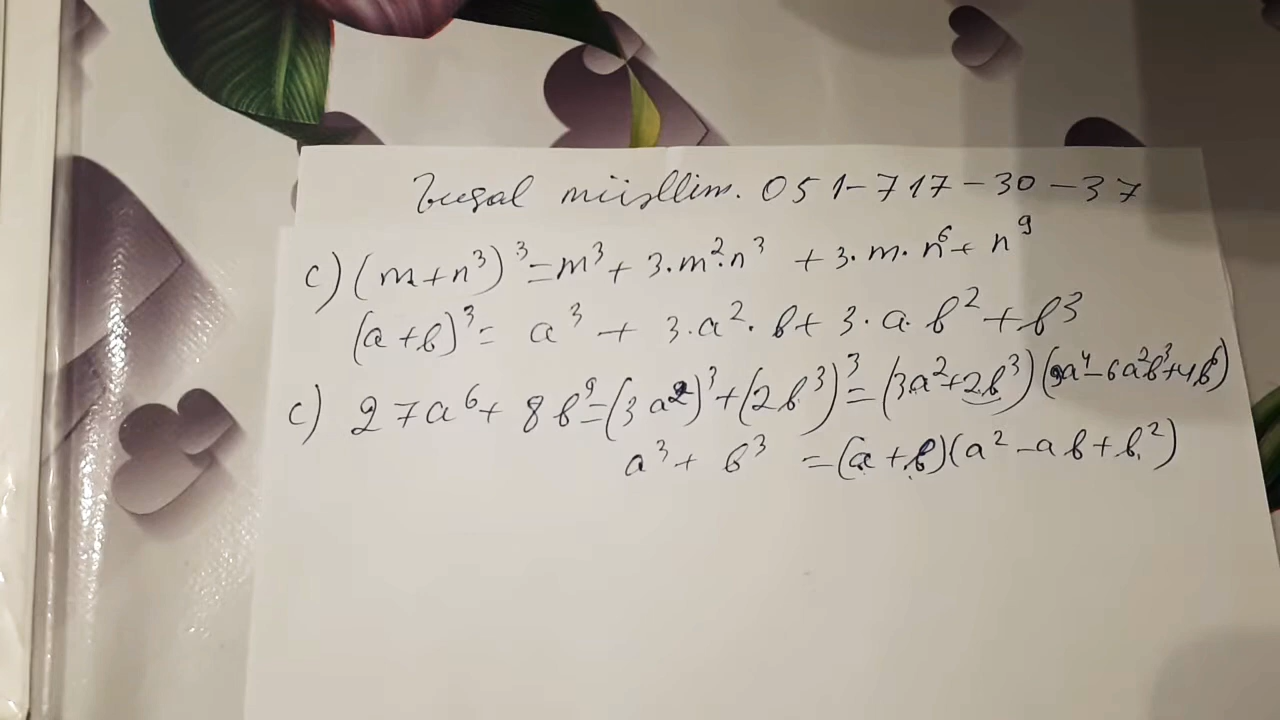 müəllim. 051-717-30-37
c) (m+n³)³=m³+3·m²·n³+3·m·n⁶+n⁹
(a+b)³=a³+3·a²·b+3·a·b²+b³
c) 27a⁶+8b⁹=(3a²)³+(2b³)³=(3a²+2b³)(9a⁴-6a²b³+4b⁶)
a³+b³=(a+b)(a²-ab+b²)